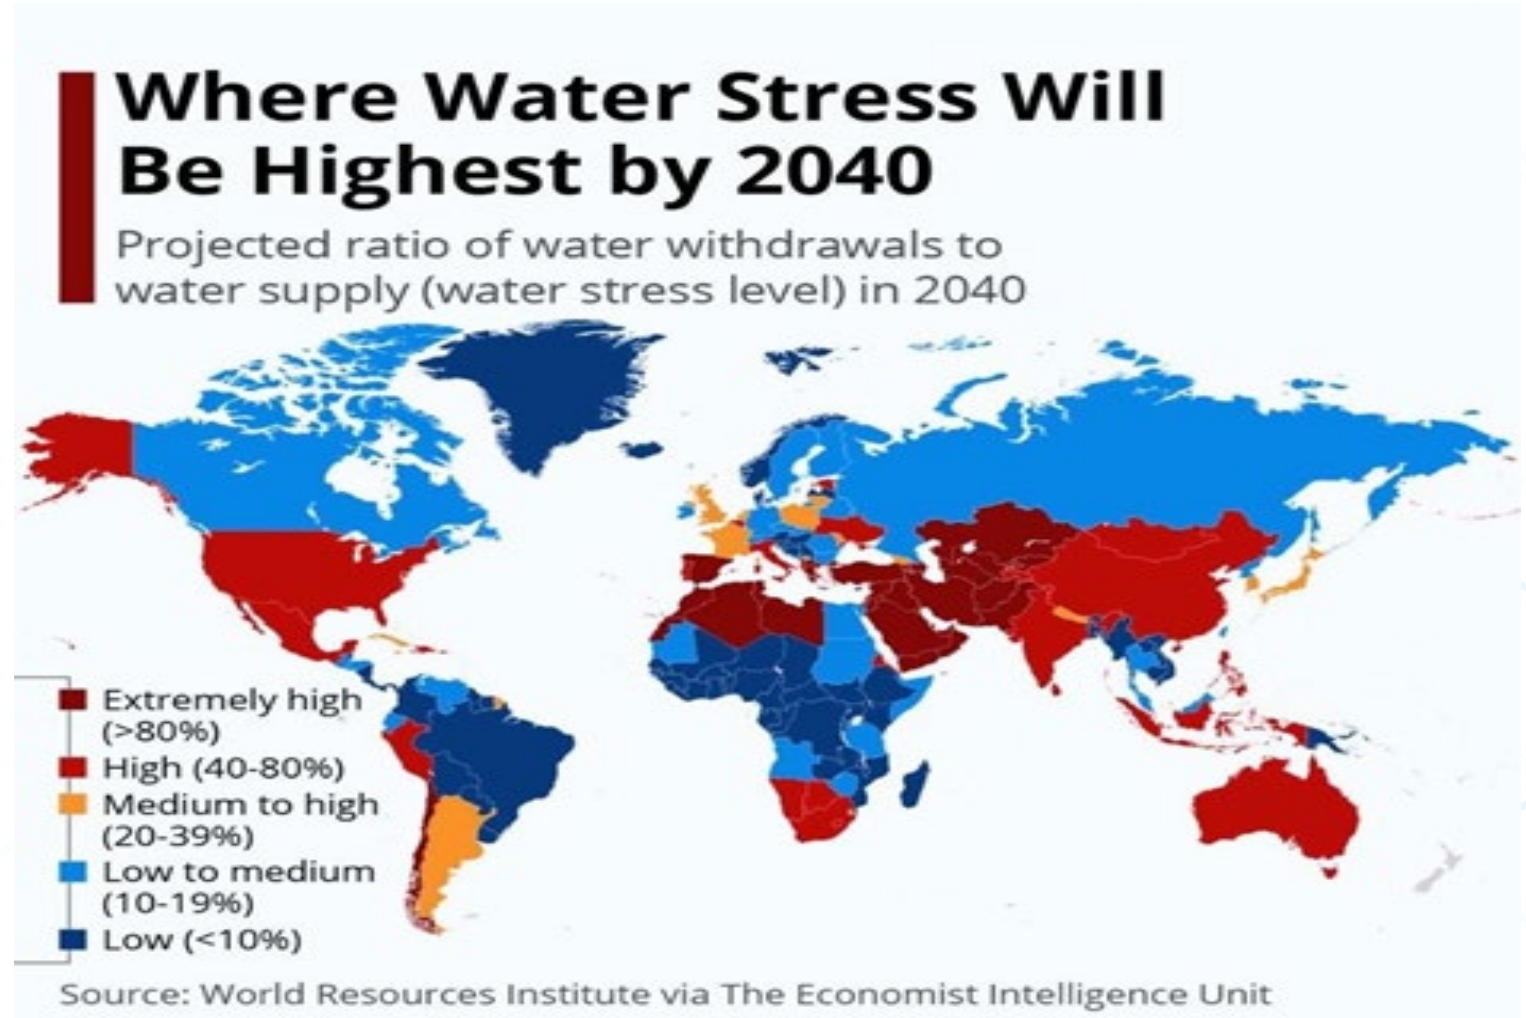 Where Water Stress Will
Be Highest by 2040
Projected ratio of water withdrawals to
water supply (water stress level) in 2040
Extremely high
(>80%)
High (40-80%)
Medium to high
(20-39%)
Low to medium
(10-19%)
Low (<10%)
Source: World Resources Institute via The Economist Intelligence Unit